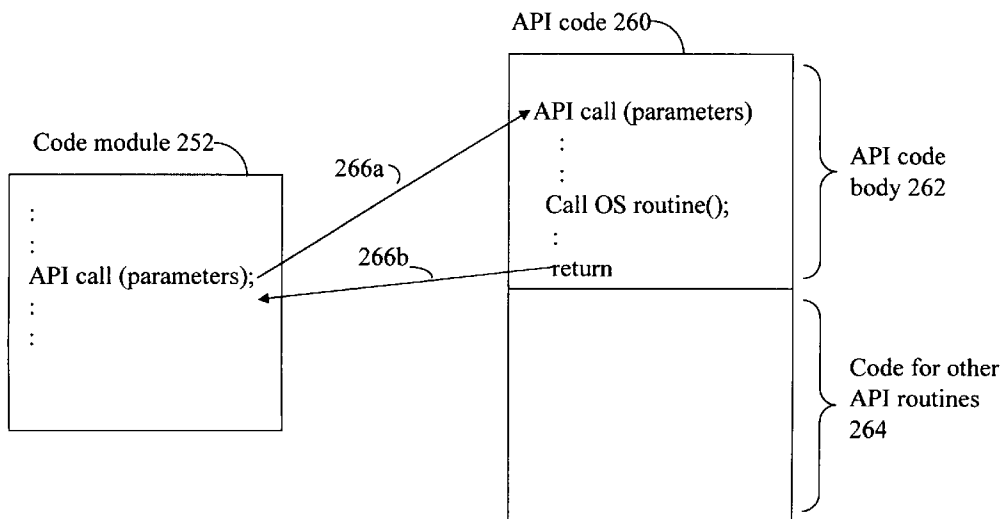 API code 260
Code module 252
:
:
API call (parameters);
:
:
266a
266b
API call (parameters)
:
:
Call OS routine();
:
return
API code
body 262
Code for other
API routines
264